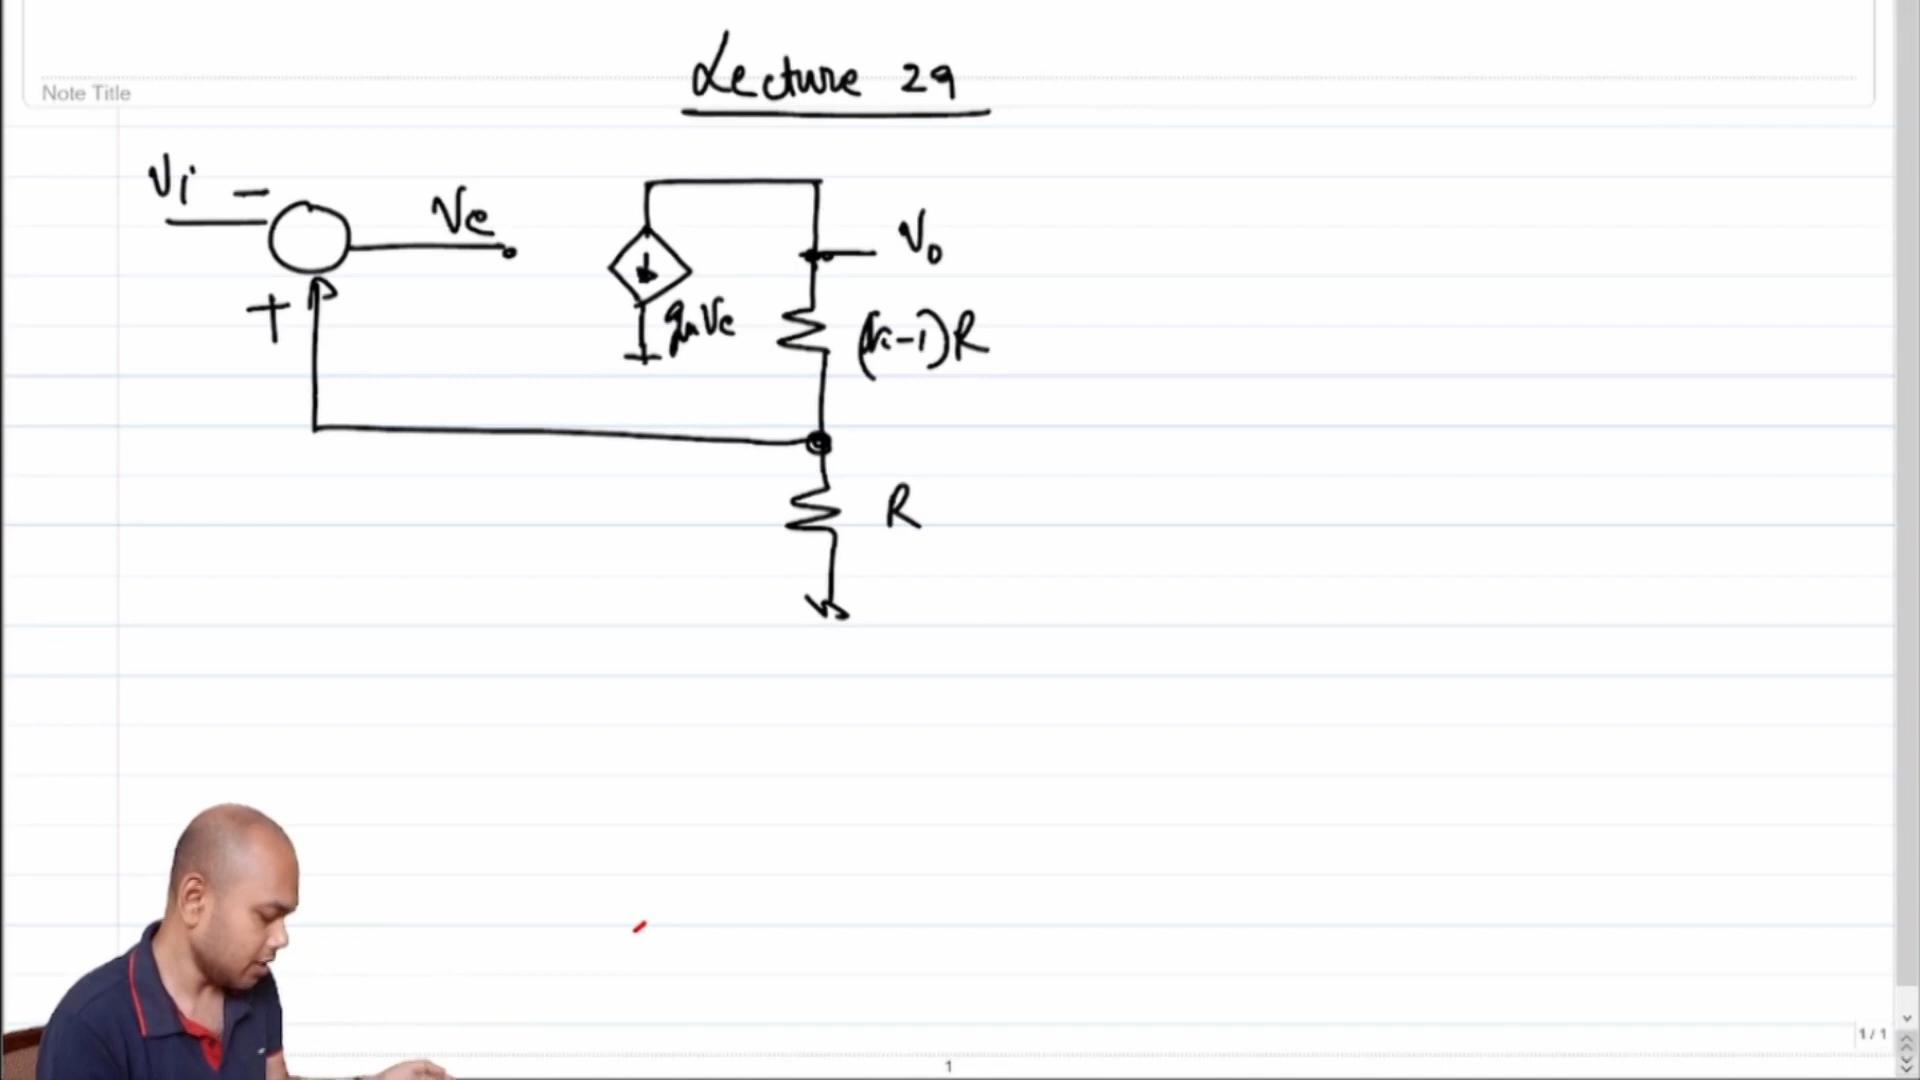 Lecture 29
Note Title
Vi
−
Ve
V₀
+
gmVe
(k-1)R
R
1 / 1
1